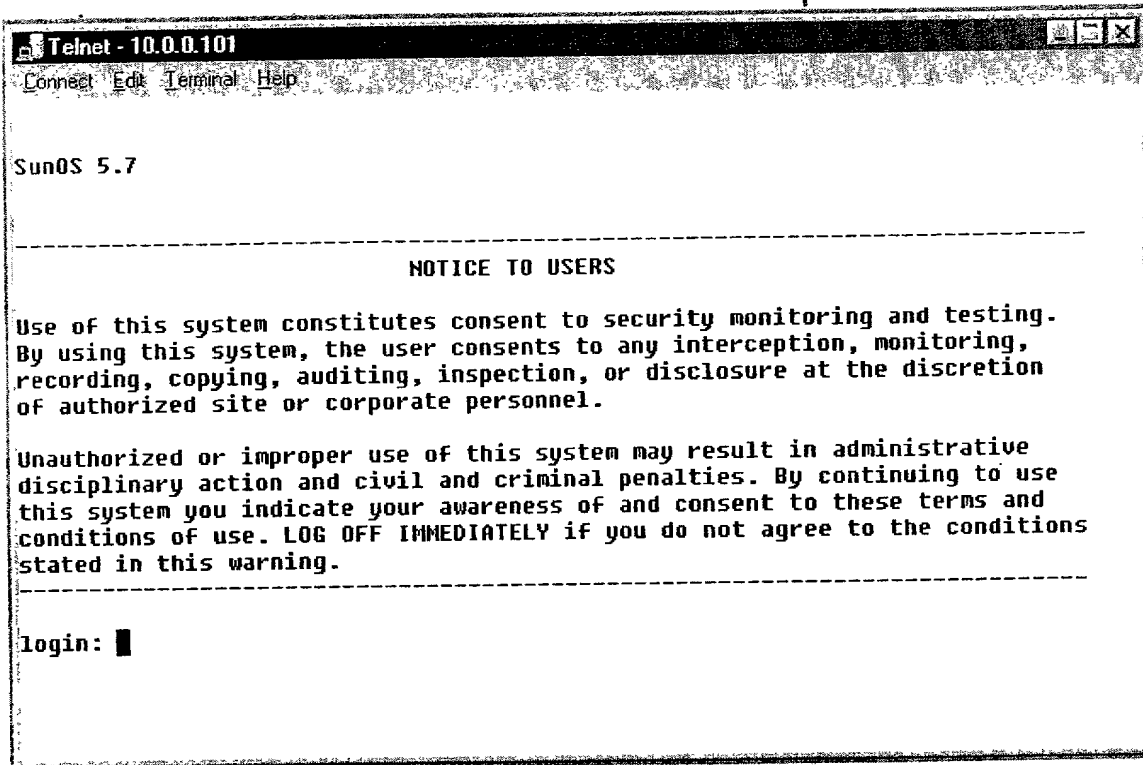 Telnet - 10.0.0.101
Connect Edit Terminal Help
SunOS 5.7
NOTICE TO USERS
Use of this system constitutes consent to security monitoring and testing.
By using this system, the user consents to any interception, monitoring,
recording, copying, auditing, inspection, or disclosure at the discretion
of authorized site or corporate personnel.
Unauthorized or improper use of this system may result in administrative
disciplinary action and civil and criminal penalties. By continuing to use
this system you indicate your awareness of and consent to these terms and
conditions of use. LOG OFF IMMEDIATELY if you do not agree to the conditions
stated in this warning.
login: